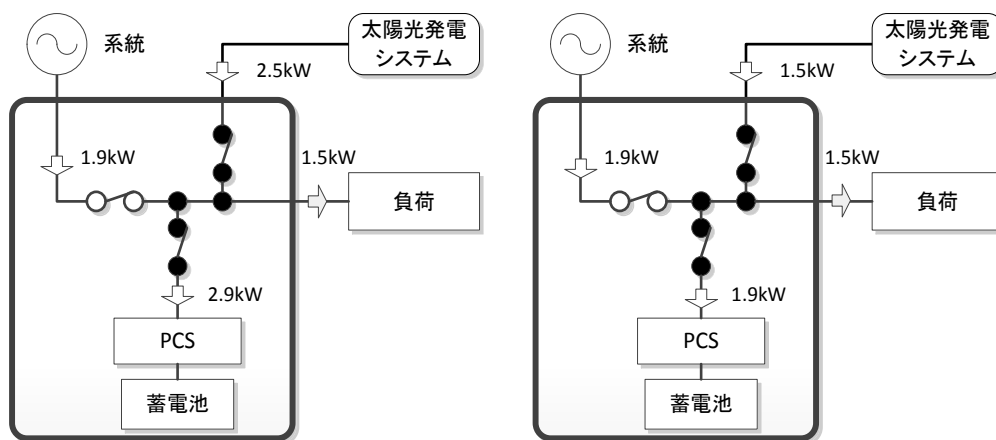 系統
太陽光発電
システム
2.5kW
1.9kW
1.5kW
負荷
2.9kW
PCS
蓄電池
系統
太陽光発電
システム
1.5kW
1.9kW
1.5kW
負荷
1.9kW
PCS
蓄電池